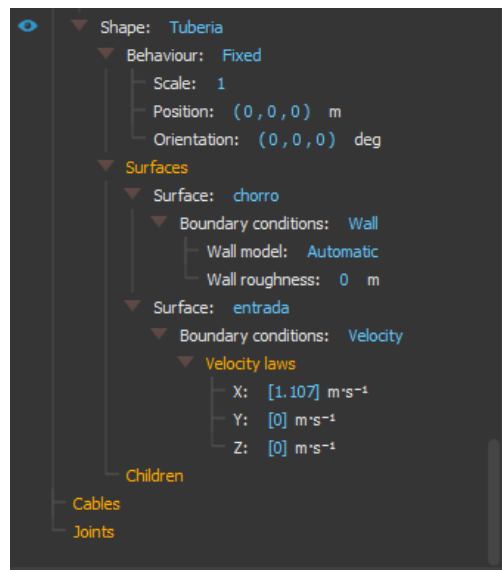 Shape: Tuberia
Behaviour: Fixed
Scale: 1
Position: (0,0,0) m
Orientation: (0,0,0) deg
Surfaces
Surface: chorro
Boundary conditions: Wall
Wall model: Automatic
Wall roughness: 0 m
Surface: entrada
Boundary conditions: Velocity
Velocity laws
X: [1.107] m·s⁻¹
Y: [0] m·s⁻¹
Z: [0] m·s⁻¹
Children
Cables
Joints